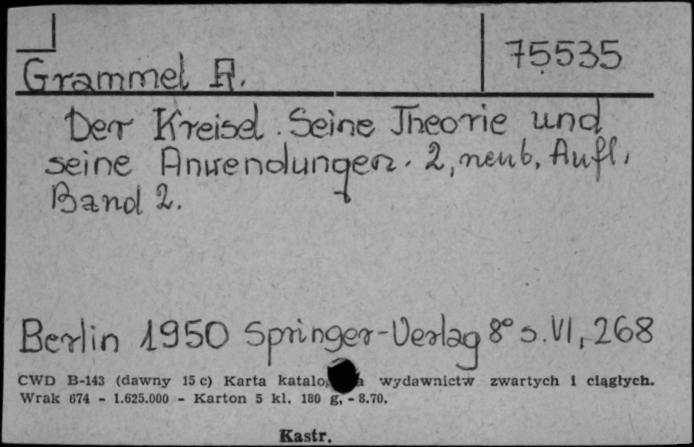 75535
Grammel R.
Der Kreisel. Seine Theorie und
seine Anwendungen. 2, neub, Aufl,
Band 2.
Berlin 1950 Springer-Verlag 8° s. VI, 268
CWD B-143 (dawny 15 c) Karta wydawnictw zwartych i ciągłych.
Wrak 674 - 1.625.000 - Karton 5 kl. 180 g, - 8.70.
Kastr.